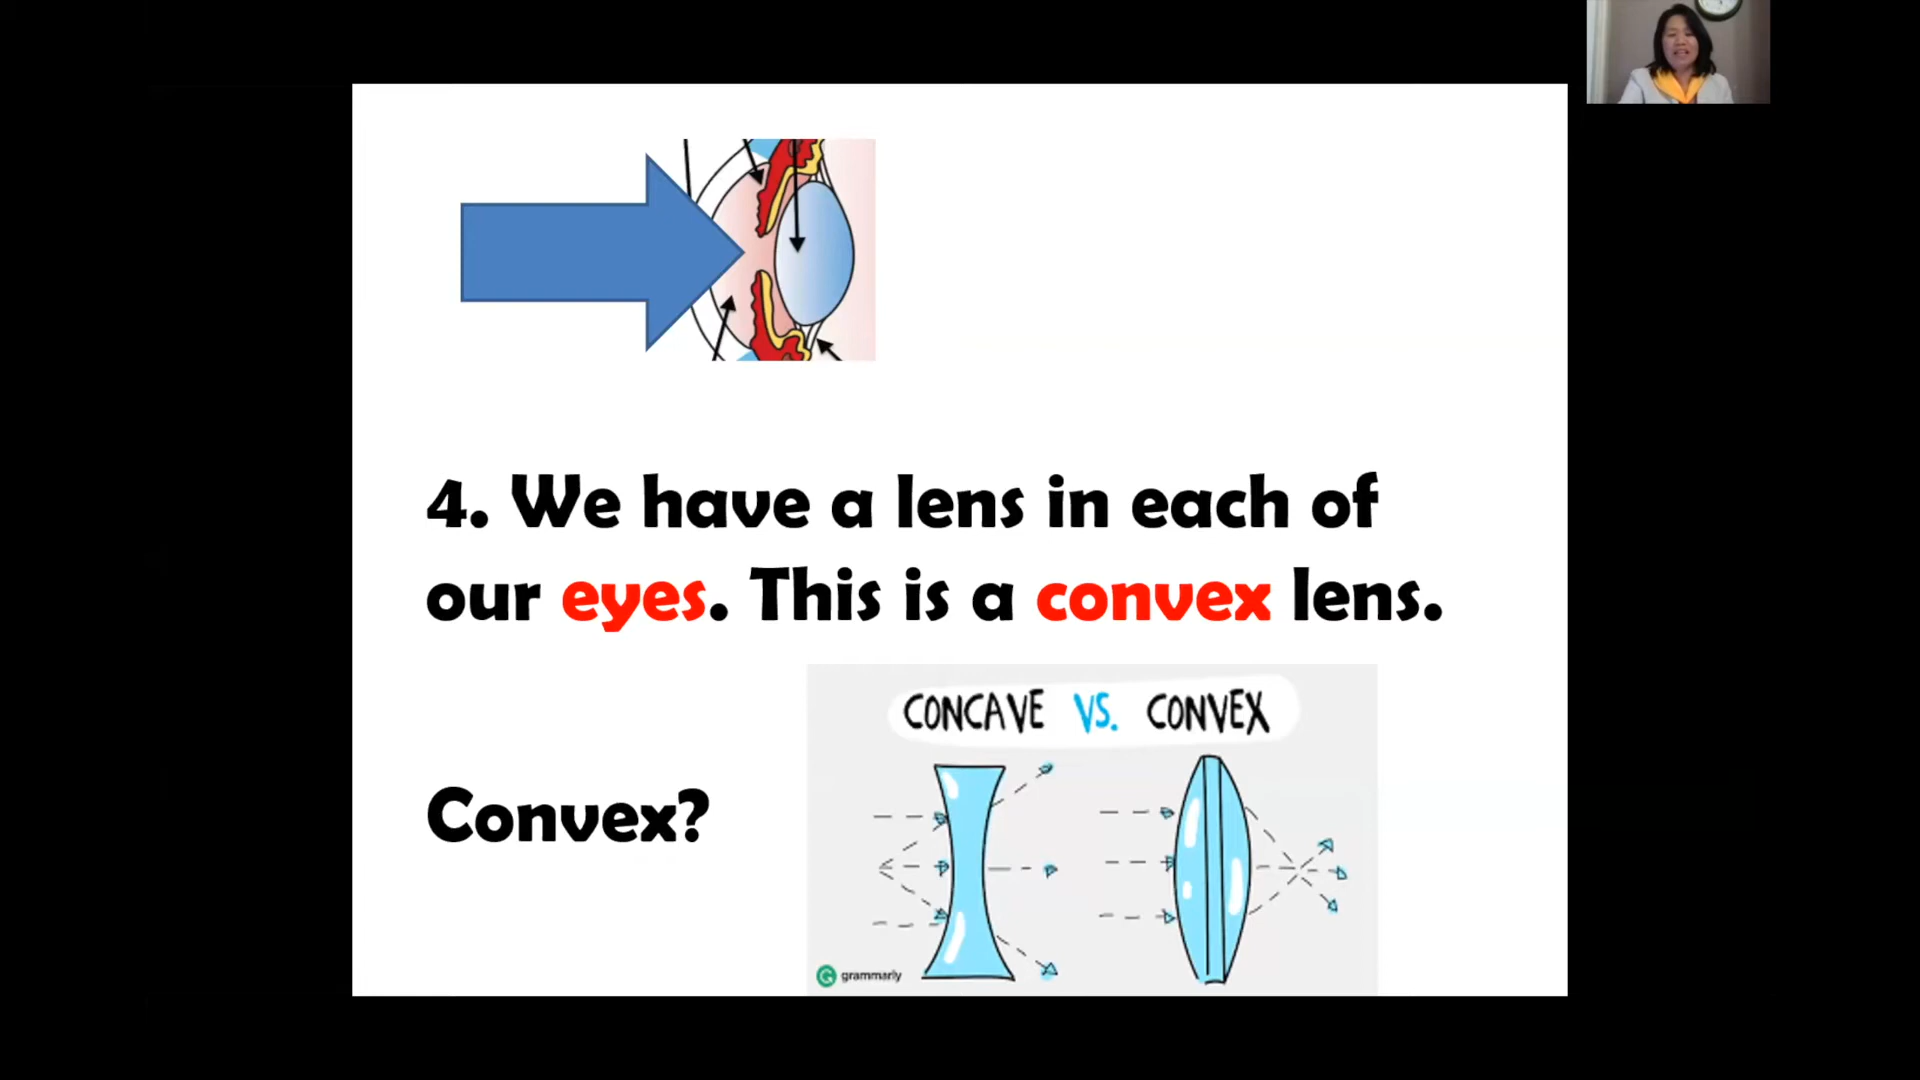 4. We have a lens in each of
our eyes. This is a convex lens.
CONCAVE VS. CONVEX
Convex?
grammarly